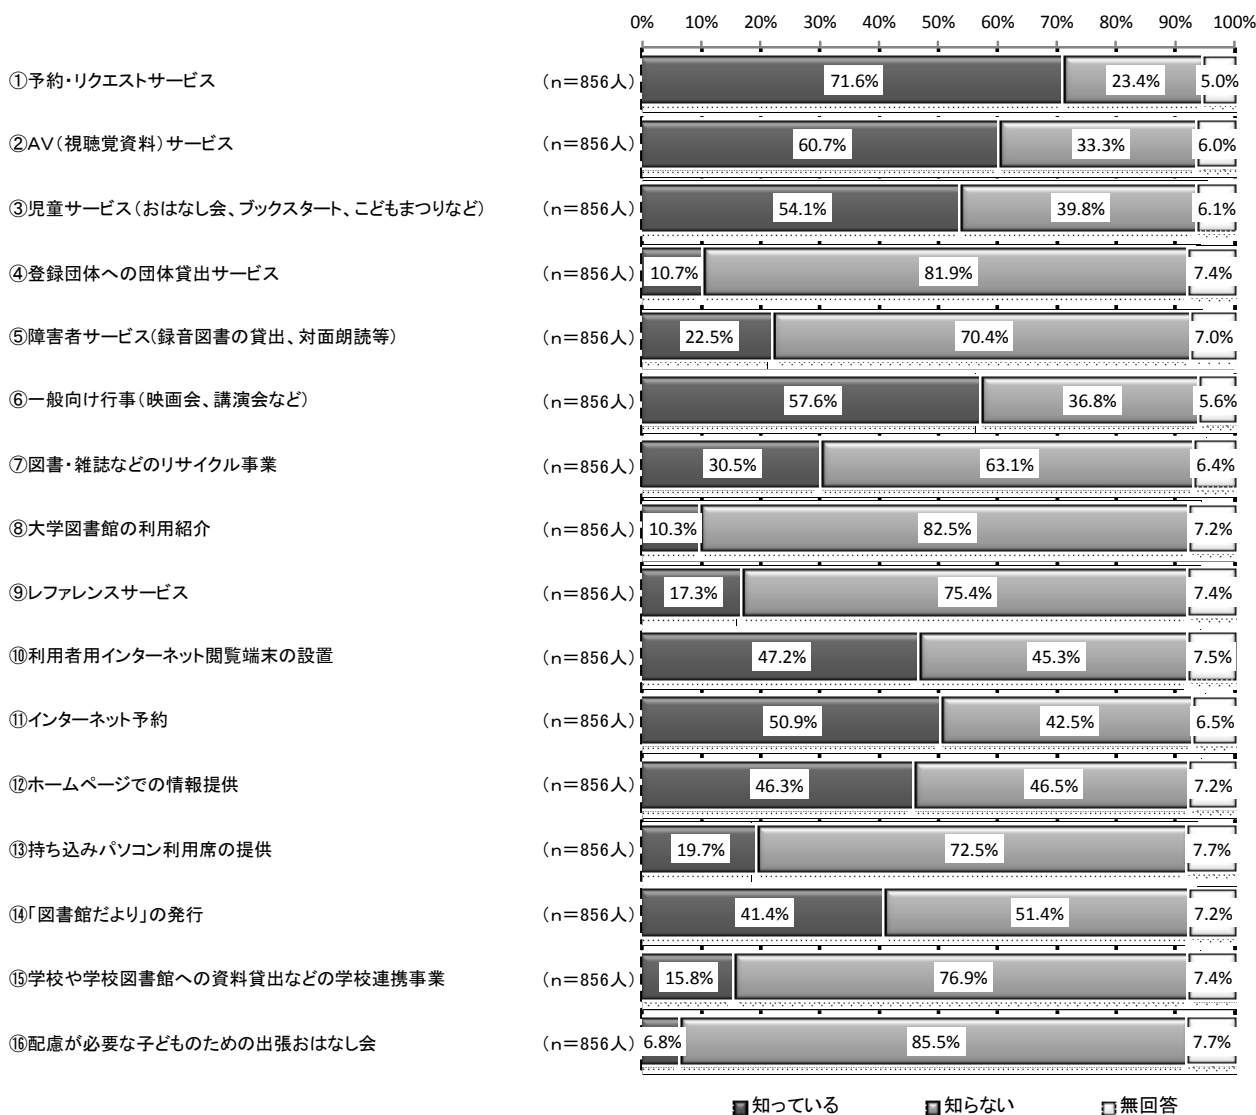 0% 10% 20% 30% 40% 50% 60% 70% 80% 90% 100%
①予約・リクエストサービス (n=856人) 71.6% 23.4% 5.0%
②AV(視聴覚資料)サービス (n=856人) 60.7% 33.3% 6.0%
③児童サービス(おはなし会、ブックスタート、こどもまつりなど) (n=856人) 54.1% 39.8% 6.1%
④登録団体への団体貸出サービス (n=856人) 10.7% 81.9% 7.4%
⑤障害者サービス(録音図書の貸出、対面朗読等) (n=856人) 22.5% 70.4% 7.0%
⑥一般向け行事(映画会、講演会など) (n=856人) 57.6% 36.8% 5.6%
⑦図書・雑誌などのリサイクル事業 (n=856人) 30.5% 63.1% 6.4%
⑧大学図書館の利用紹介 (n=856人) 10.3% 82.5% 7.2%
⑨レファレンスサービス (n=856人) 17.3% 75.4% 7.4%
⑩利用者用インターネット閲覧端末の設置 (n=856人) 47.2% 45.3% 7.5%
⑪インターネット予約 (n=856人) 50.9% 42.5% 6.5%
⑫ホームページでの情報提供 (n=856人) 46.3% 46.5% 7.2%
⑬持ち込みパソコン利用席の提供 (n=856人) 19.7% 72.5% 7.7%
⑭「図書館だより」の発行 (n=856人) 41.4% 51.4% 7.2%
⑮学校や学校図書館への資料貸出などの学校連携事業 (n=856人) 15.8% 76.9% 7.4%
⑯配慮が必要な子どものための出張おはなし会 (n=856人) 6.8% 85.5% 7.7%
知っている 知らない 無回答